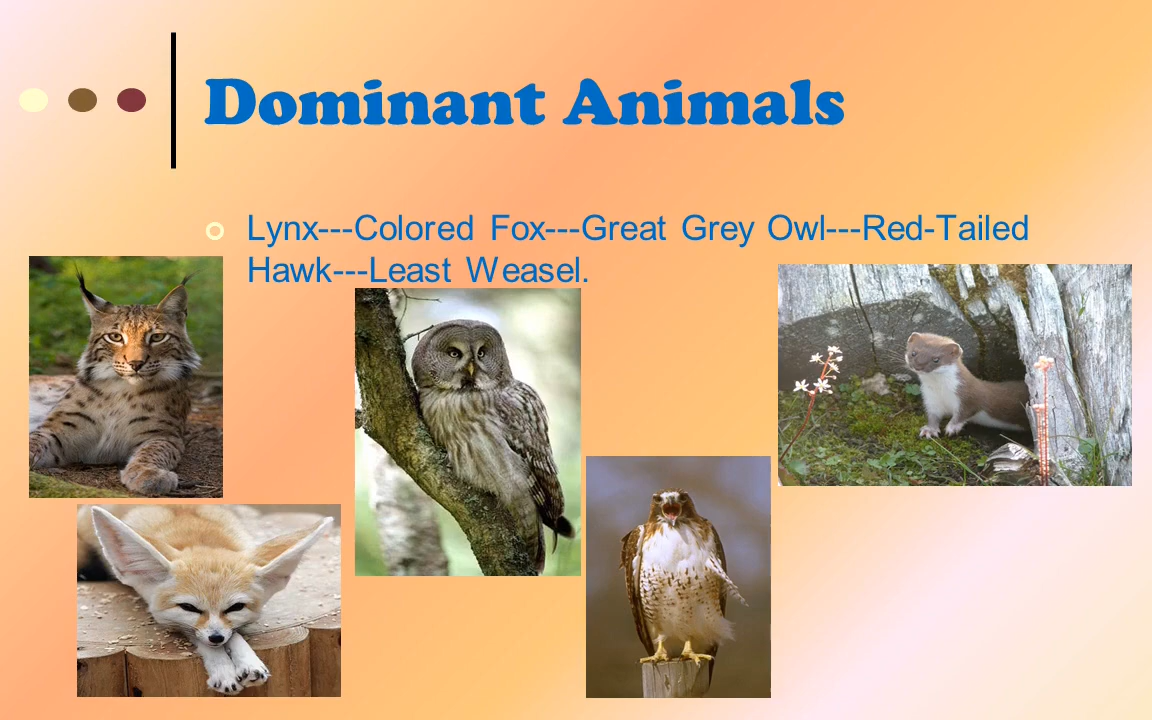 Dominant Animals
Lynx---Colored Fox---Great Grey Owl---Red-Tailed
Hawk---Least Weasel.